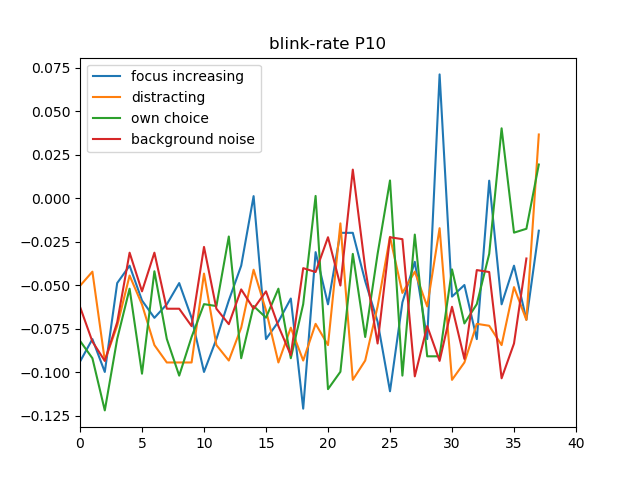 blink-rate P10
focus increasing
distracting
own choice
background noise
0.075
0.050
0.025
0.000
−0.025
−0.050
−0.075
−0.100
−0.125
0 5 10 15 20 25 30 35 40